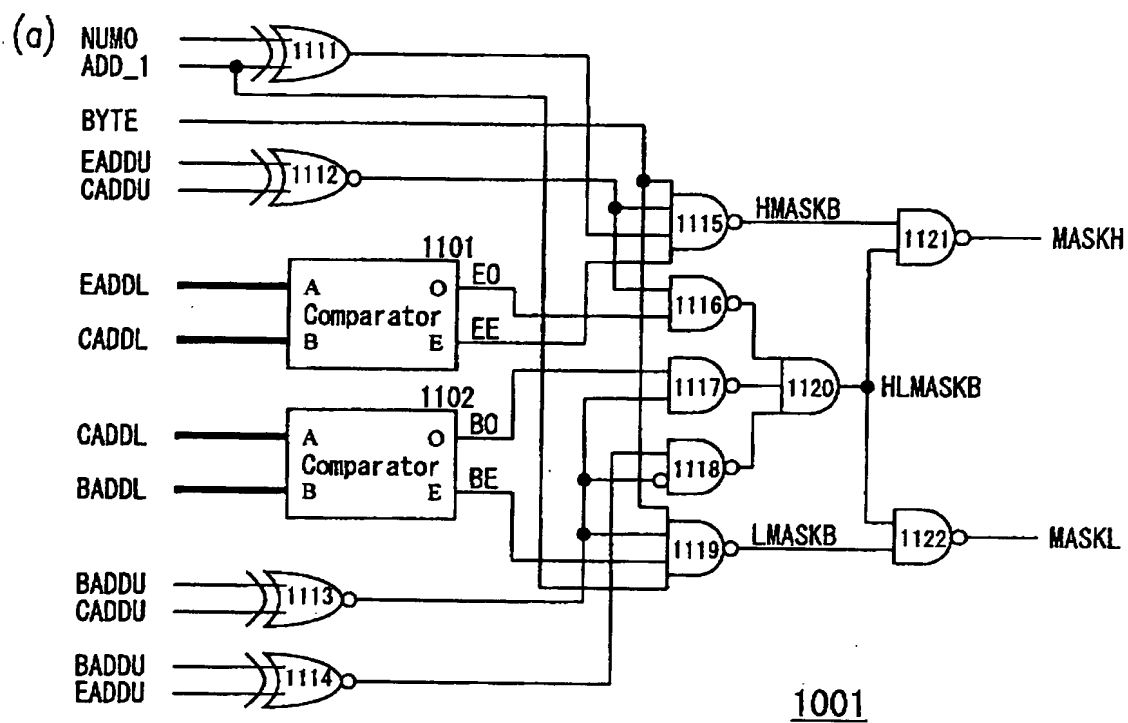 (a)
NUM0
ADD_1
1111
BYTE
EADDU
CADDU
1112
1115
HMASKB
1121
MASKH
1101
EADDL
A
O
EO
Comparator
CADDL
B
E
EE
1116
1117
1120
HLMASKB
1102
CADDL
A
O
BO
Comparator
BADDL
B
E
BE
1118
1119
LMASKB
1122
MASKL
BADDU
CADDU
1113
BADDU
EADDU
1114
1001